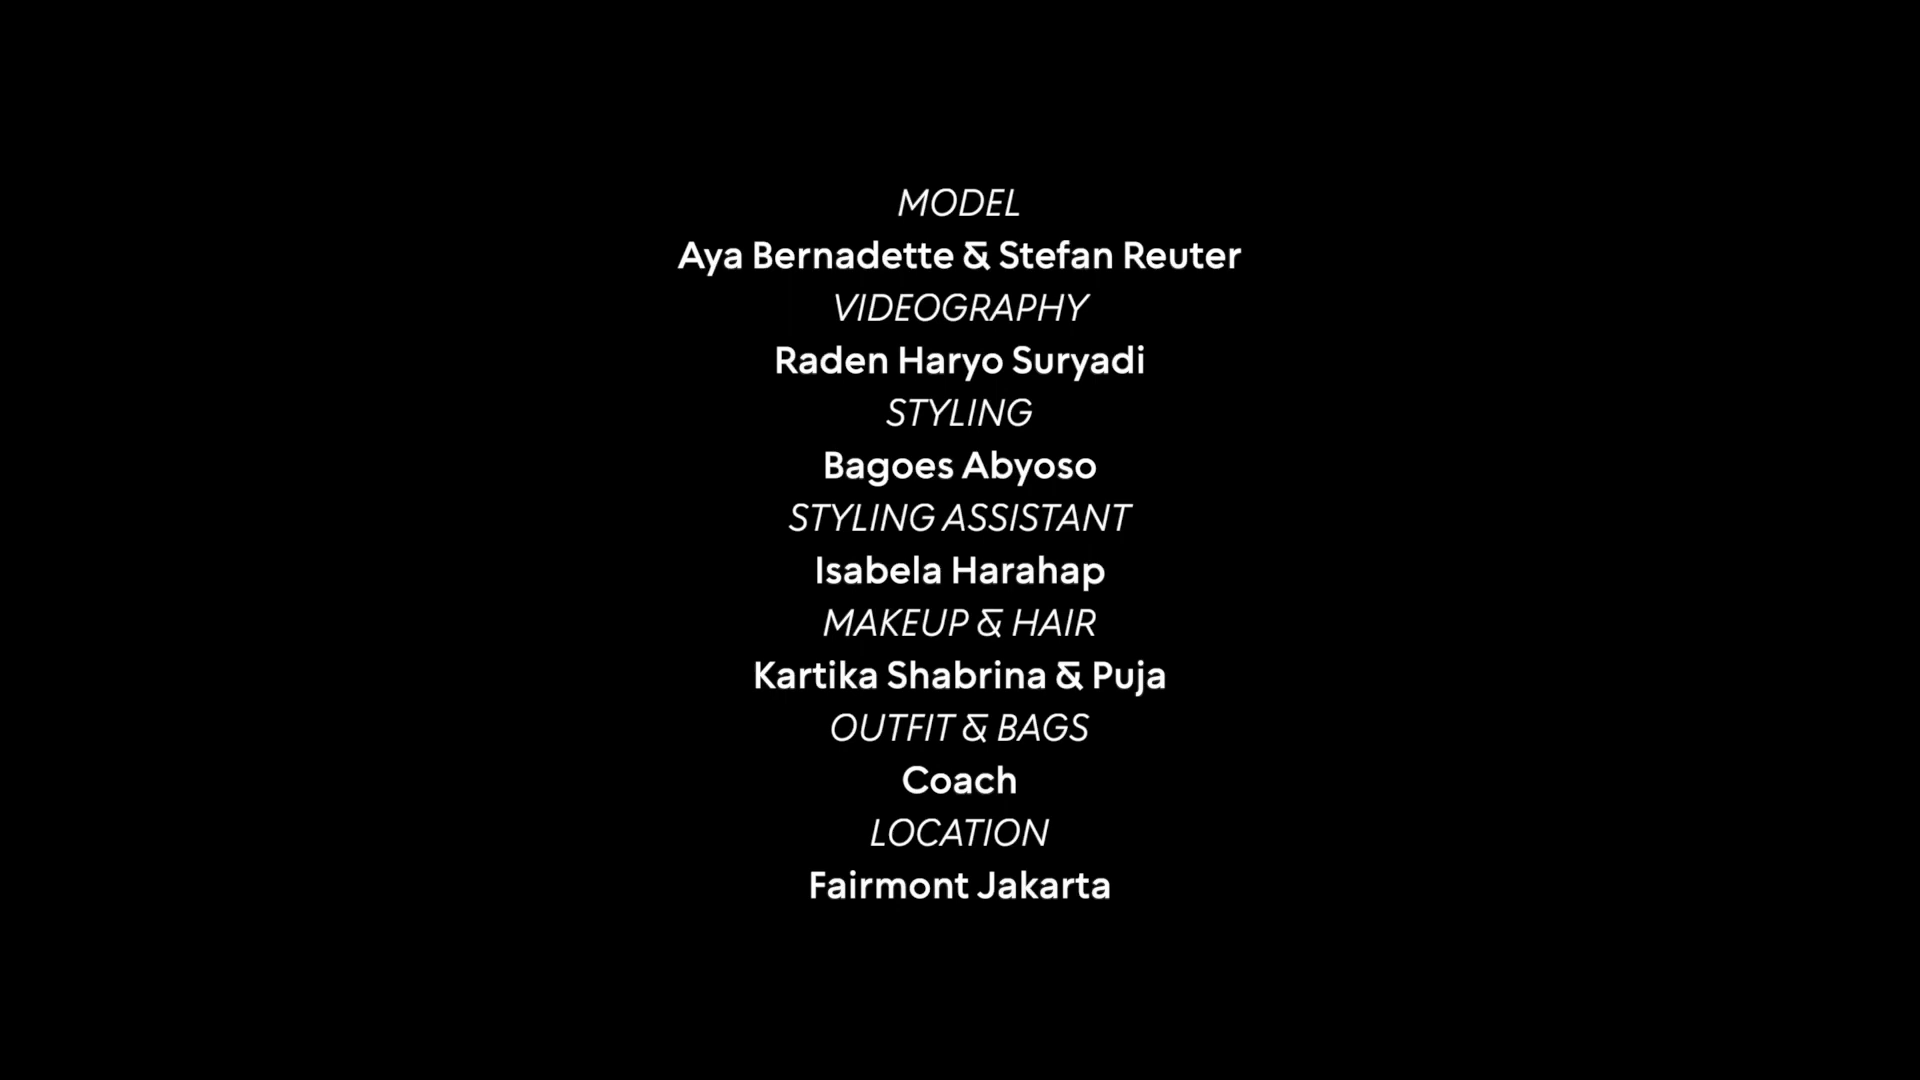 MODEL
Aya Bernadette & Stefan Reuter
VIDEOGRAPHY
Raden Haryo Suryadi
STYLING
Bagoes Abyoso
STYLING ASSISTANT
Isabela Harahap
MAKEUP & HAIR
Kartika Shabrina & Puja
OUTFIT & BAGS
Coach
LOCATION
Fairmont Jakarta